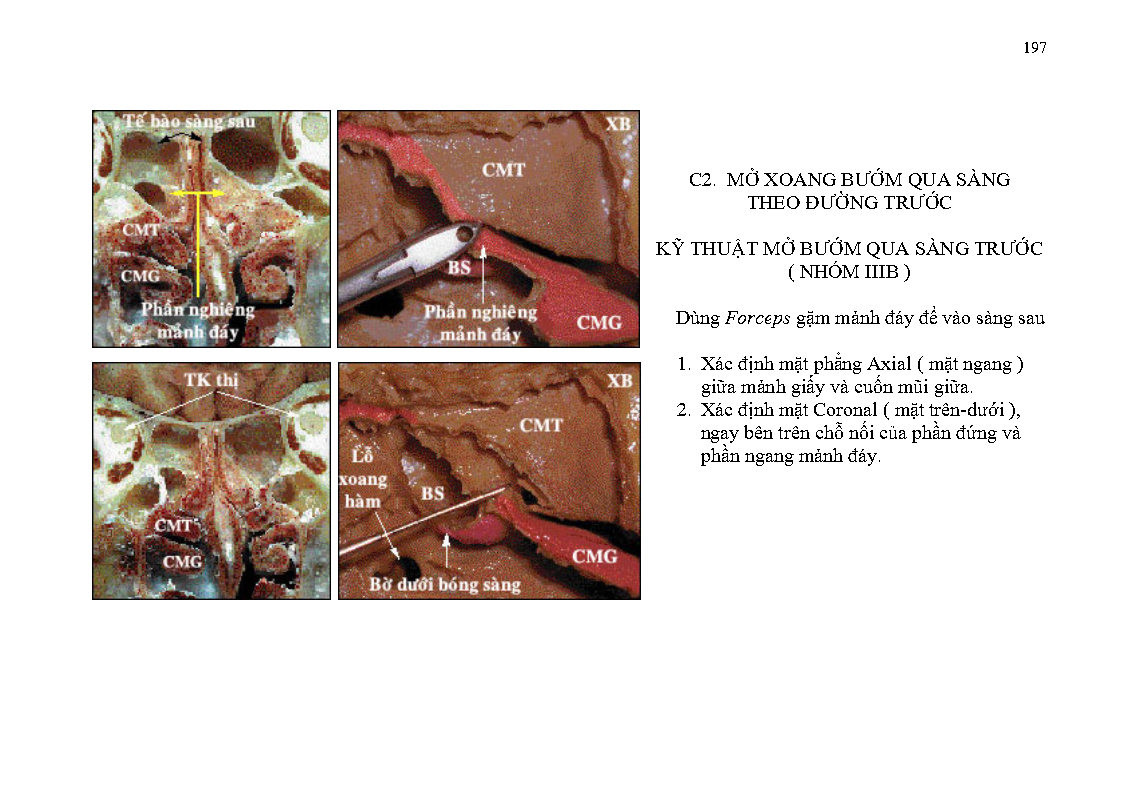 197
Tế bào sàng sau
CMT
CMG
Phần nghiêng
mảnh đáy
XB
CMT
BS
Phần nghiêng
mảnh đáy
CMG
TK thị
CMT
CMG
XB
CMT
Lỗ
xoang
hàm
BS
CMG
Bờ dưới bóng sàng
C2. MỞ XOANG BƯỚM QUA SÀNG
THEO ĐƯỜNG TRƯỚC
KỸ THUẬT MỞ BƯỚM QUA SÀNG TRƯỚC
( NHÓM IIIB )
Dùng Forceps gặm mảnh đáy để vào sàng sau
1. Xác định mặt phẳng Axial ( mặt ngang )
giữa mảnh giấy và cuốn mũi giữa.
2. Xác định mặt Coronal ( mặt trên-dưới ),
ngay bên trên chỗ nối của phần đứng và
phần ngang mảnh đáy.